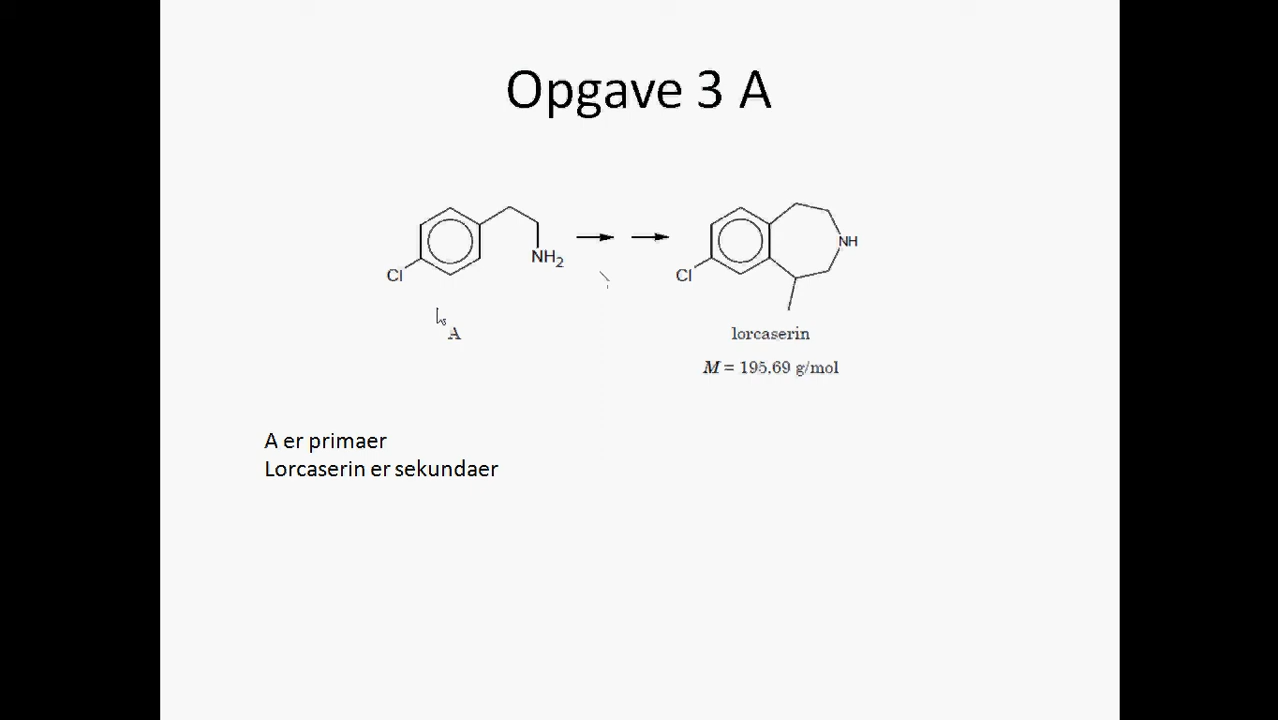 Opgave 3 A
Cl
NH2
Cl
NH
A
lorcaserin
M = 195.69 g/mol
A er primaer
Lorcaserin er sekundaer